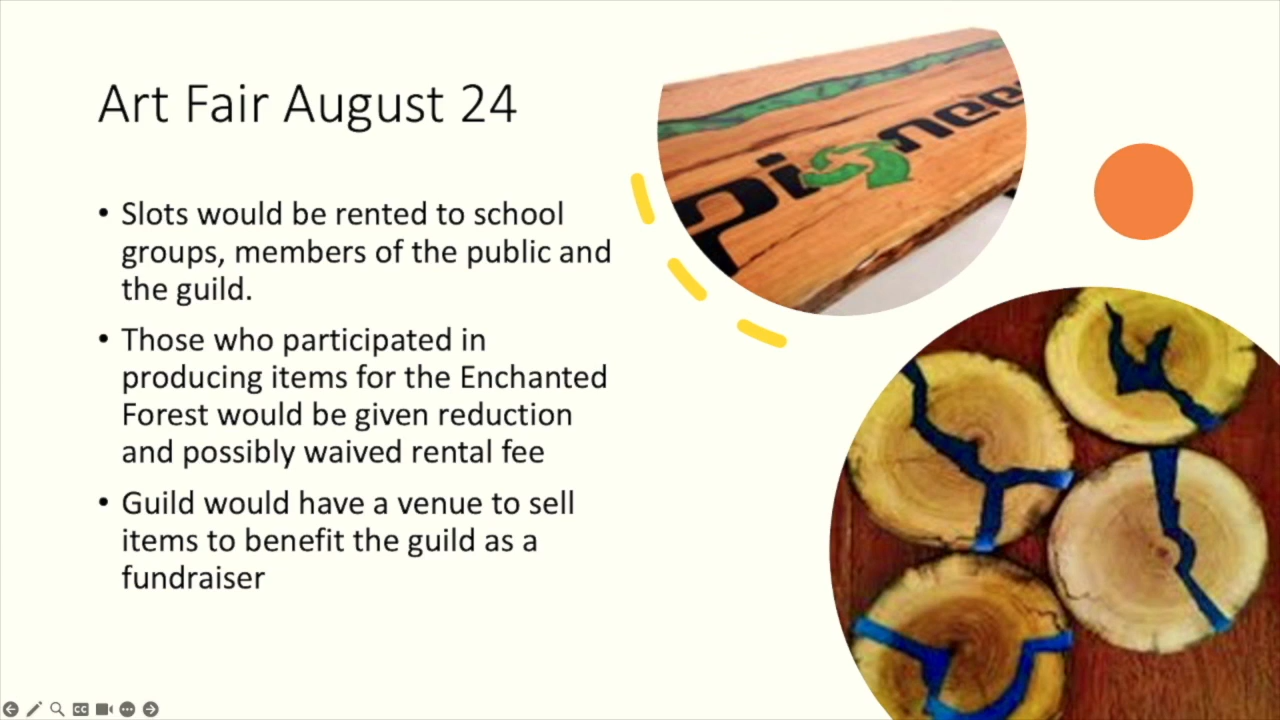 Art Fair August 24
• Slots would be rented to school
groups, members of the public and
the guild.
• Those who participated in
producing items for the Enchanted
Forest would be given reduction
and possibly waived rental fee
• Guild would have a venue to sell
items to benefit the guild as a
fundraiser
Pionee
CC